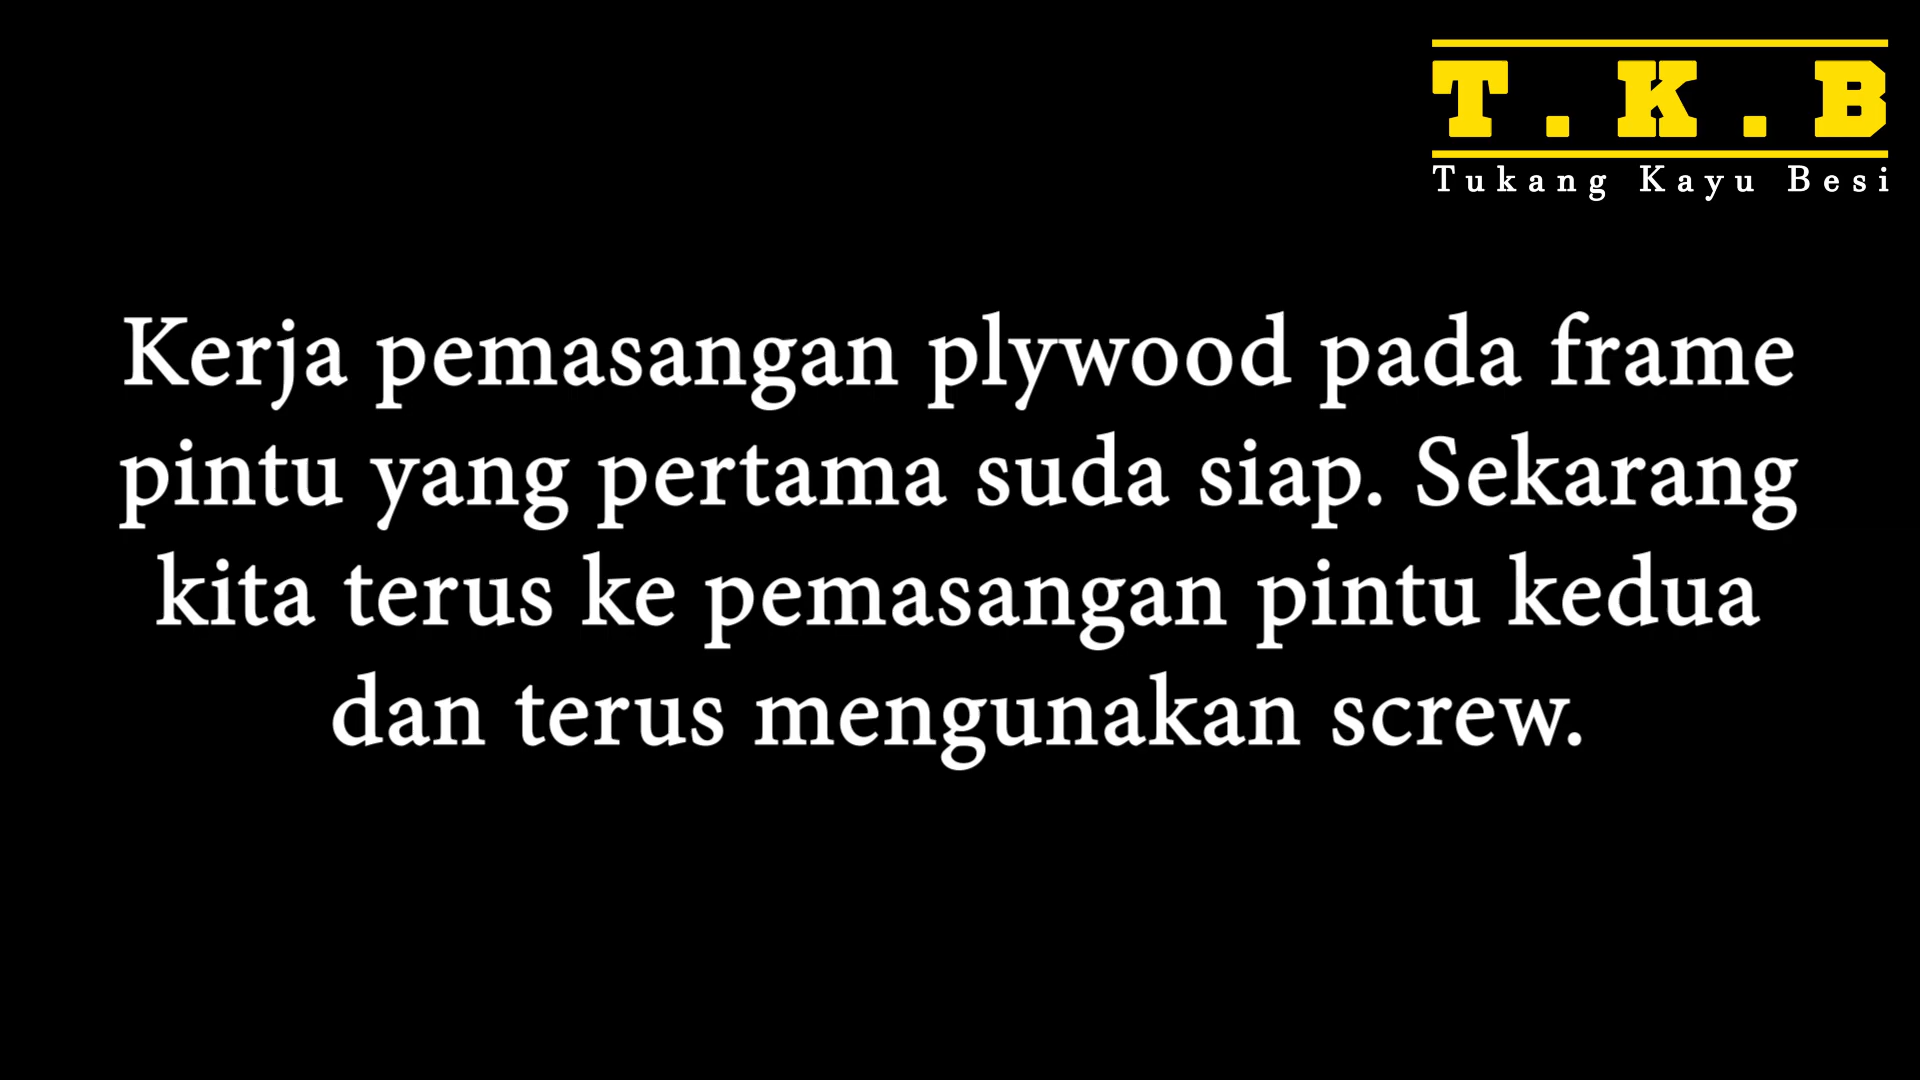 T.K.B
Tukang Kayu Besi
Kerja pemasangan plywood pada frame
pintu yang pertama suda siap. Sekarang
kita terus ke pemasangan pintu kedua
dan terus mengunakan screw.